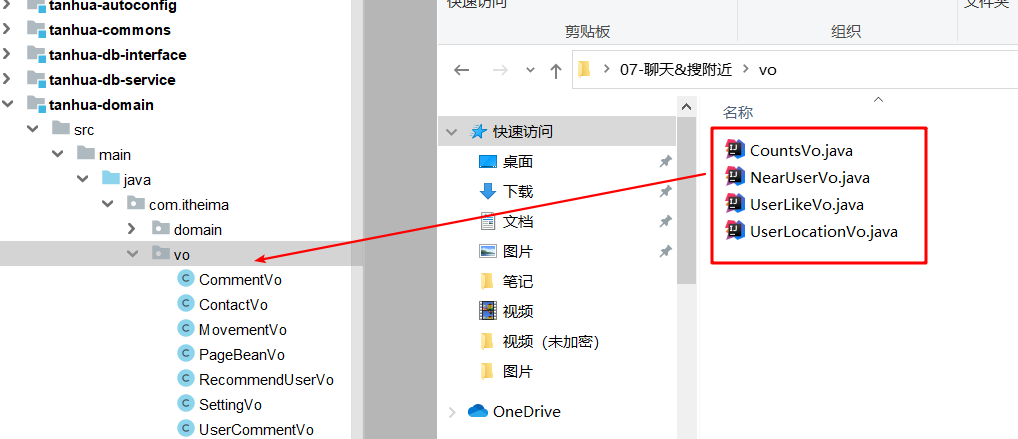 tanhua-autoconfig
tanhua-commons
tanhua-db-interface
tanhua-db-service
tanhua-domain
src
main
java
com.itheima
domain
vo
CommentVo
ContactVo
MovementVo
PageBeanVo
RecommendUserVo
SettingVo
UserCommentVo
快速访问
文件夹
剪贴板
组织
07-聊天&搜附近
vo
快速访问
桌面
下载
文档
图片
笔记
视频
视频（未加密）
图片
OneDrive
名称
CountsVo.java
NearUserVo.java
UserLikeVo.java
UserLocationVo.java